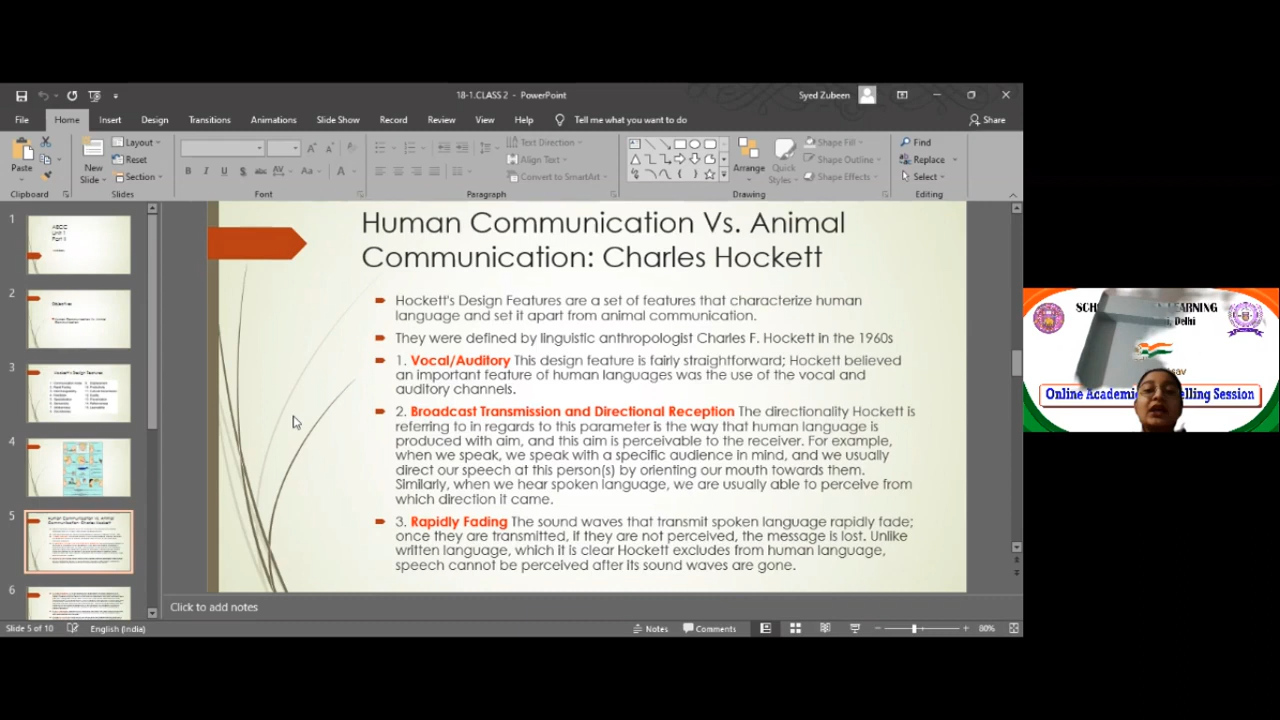 18-1.CLASS 2 - PowerPoint
Syed Zubeen
File Home Insert Design Transitions Animations Slide Show Record Review View Help Tell me what you want to do Share
Paste
Clipboard
New
Slide
Layout
Reset
Section
Slides
Font
Text Direction
Align Text
Convert to SmartArt
Paragraph
Arrange
Quick
Styles
Shape Fill
Shape Outline
Shape Effects
Drawing
Find
Replace
Select
Editing
1
2
Objective
3
Hockett's Design Features
4
5
6
Human Communication Vs. Animal
Communication: Charles Hockett
Hockett's Design Features are a set of features that characterize human
language and set it apart from animal communication.
They were defined by linguistic anthropologist Charles F. Hockett in the 1960s
1. Vocal/Auditory This design feature is fairly straightforward; Hockett believed
an important feature of human languages was the use of the vocal and
auditory channels.
2. Broadcast Transmission and Directional Reception The directionality Hockett is
referring to in regards to this parameter is the way that human language is
produced with aim, and this aim is perceivable to the receiver. For example,
when we speak, we speak with a specific audience in mind, and we usually
direct our speech at this person(s) by orienting our mouth towards them.
Similarly, when we hear spoken language, we are usually able to perceive from
which direction it came.
3. Rapidly Fading The sound waves that transmit spoken language rapidly fade;
once they are transmitted, if they are not perceived, the message is lost. Unlike
written language, which it is clear Hockett excludes from human language,
speech cannot be perceived after its sound waves are gone.
Click to add notes
Slide 5 of 10 English (India) Notes Comments 80%
Delhi
Online Academic
Session